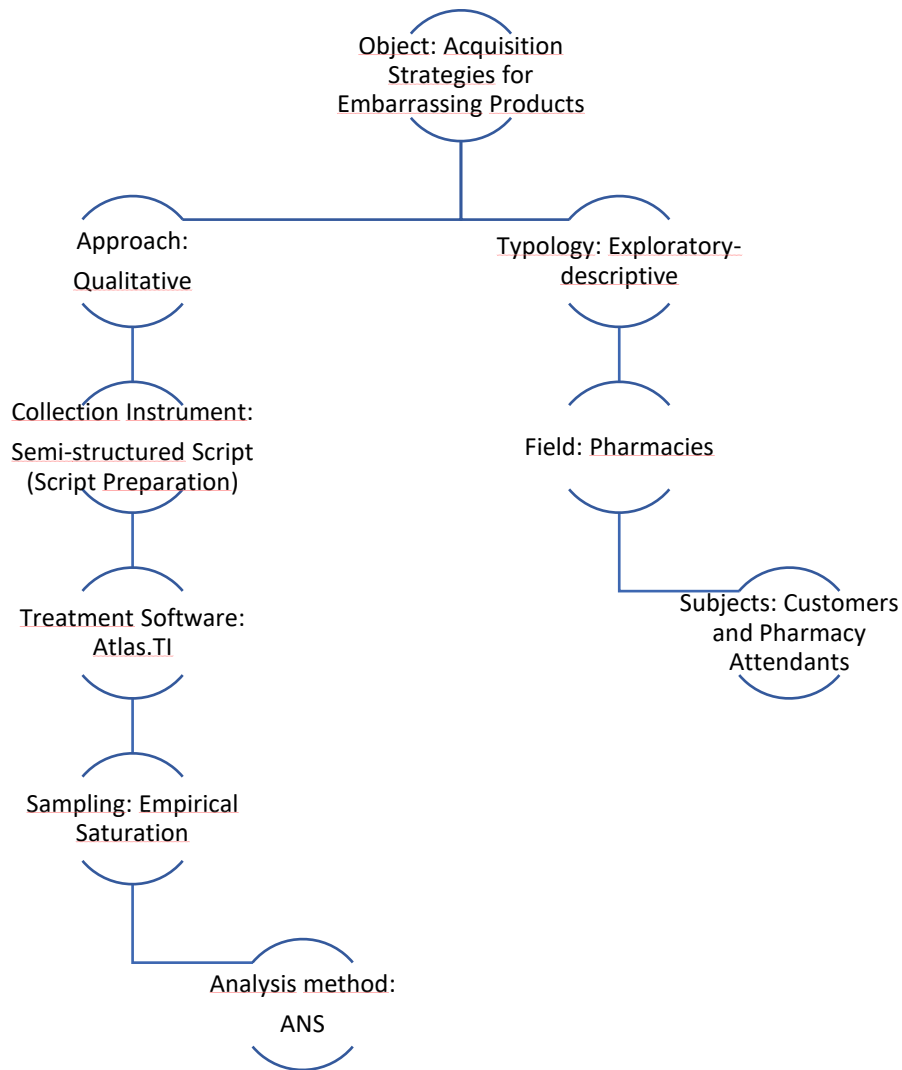 Object: Acquisition
Strategies for
Embarrassing Products
Approach:
Qualitative
Typology: Exploratory-
descriptive
Collection Instrument:
Semi-structured Script
(Script Preparation)
Field: Pharmacies
Treatment Software:
Atlas.TI
Subjects: Customers
and Pharmacy
Attendants
Sampling: Empirical
Saturation
Analysis method:
ANS